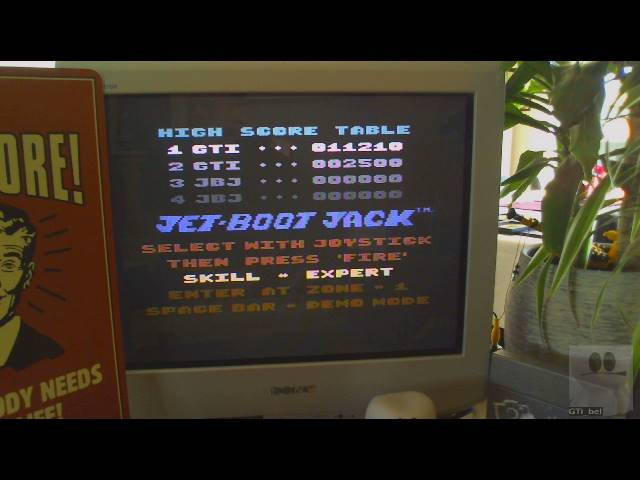 HIGH SCORE TABLE
1 GTI ... 011210
2 GTI ... 002500
3 JBJ ... 000000
4 JBJ ... 000000
JET-BOOT JACK™
SELECT WITH JOYSTICK
THEN PRESS 'FIRE'
SKILL = EXPERT
ENTER AT ZONE = 1
SPACE BAR = DEMO MODE
ORE!
ODY NEEDS
LIFE!
GTi_bel